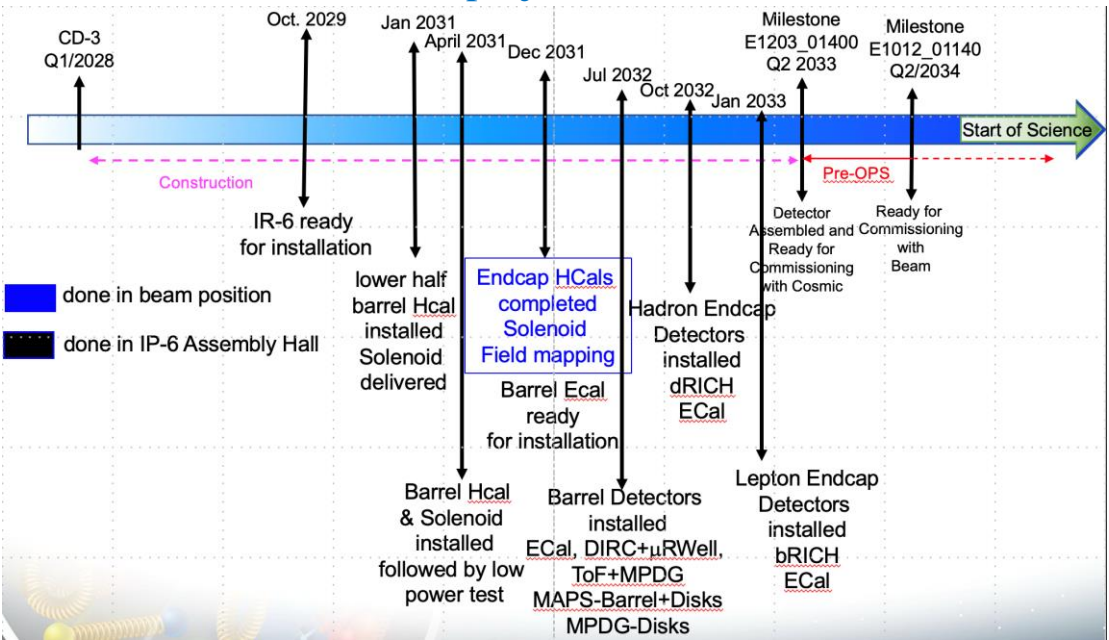 CD-3
Q1/2028
Oct. 2029
Jan 2031
April 2031
Dec 2031
Jul 2032
Oct 2032
Jan 2033
Milestone
E1203_01400
Q2 2033
Milestone
E1012_01140
Q2/2034
Start of Science
Construction
Pre-OPS
IR-6 ready
for installation
lower half
barrel Hcal
installed
Solenoid
delivered
Barrel Hcal
& Solenoid
installed
followed by low
power test
Endcap HCals
completed
Solenoid
Field mapping
Barrel Ecal
ready
for installation
Barrel Detectors
installed
ECal, DIRC+μRWell,
ToF+MPDG
MAPS-Barrel+Disks
MPDG-Disks
Hadron Endcap
Detectors
installed
dRICH
ECal
Lepton Endcap
Detectors
installed
bRICH
ECal
Detector
Assembled and
Ready for
Commissioning
with Cosmic
Ready for
Commissioning
with
Beam
done in beam position
done in IP-6 Assembly Hall